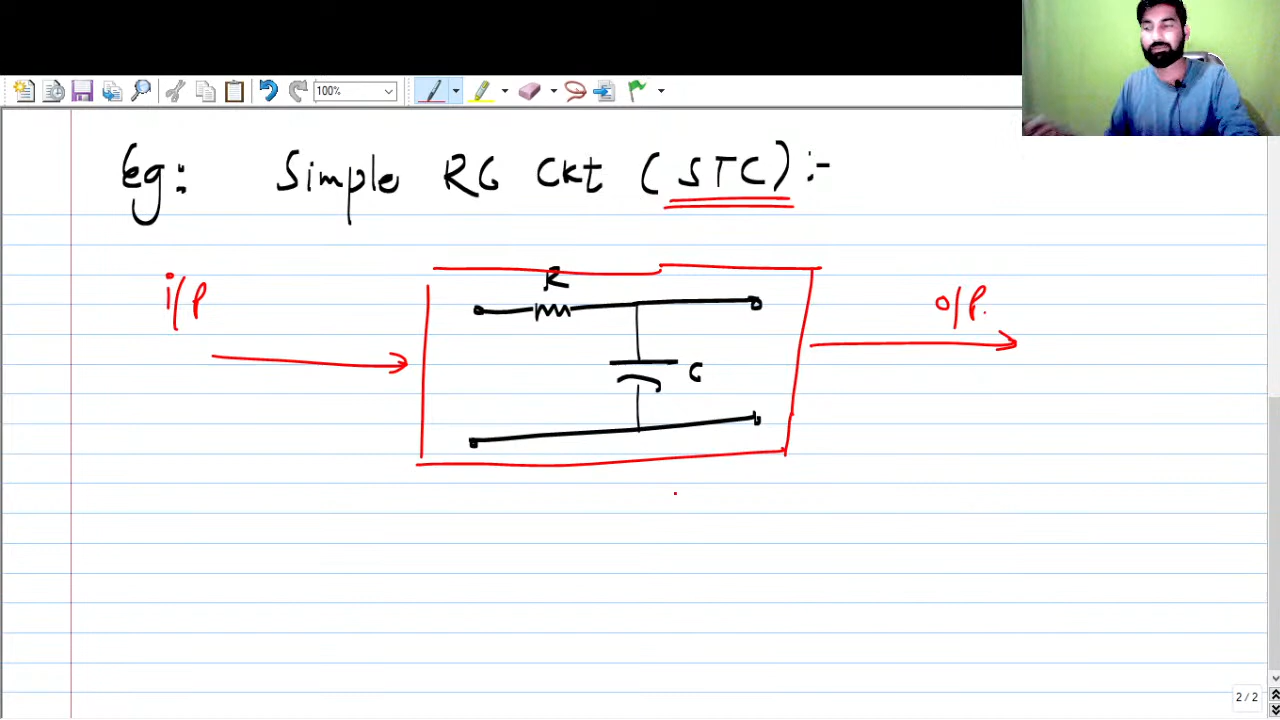 100%
Eg: Simple RC Ckt (STC) :-
R
i/p
o/p.
C
2/2